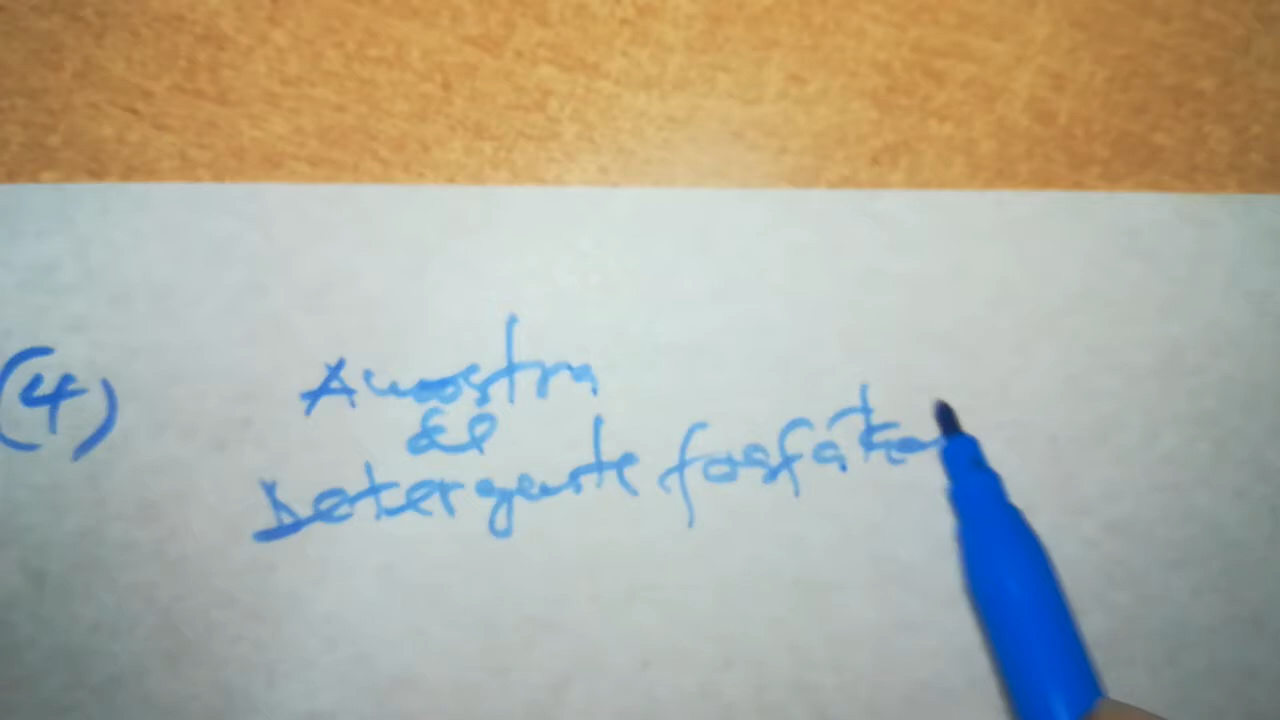 (4) Amostra
de
Detergente fosfatado